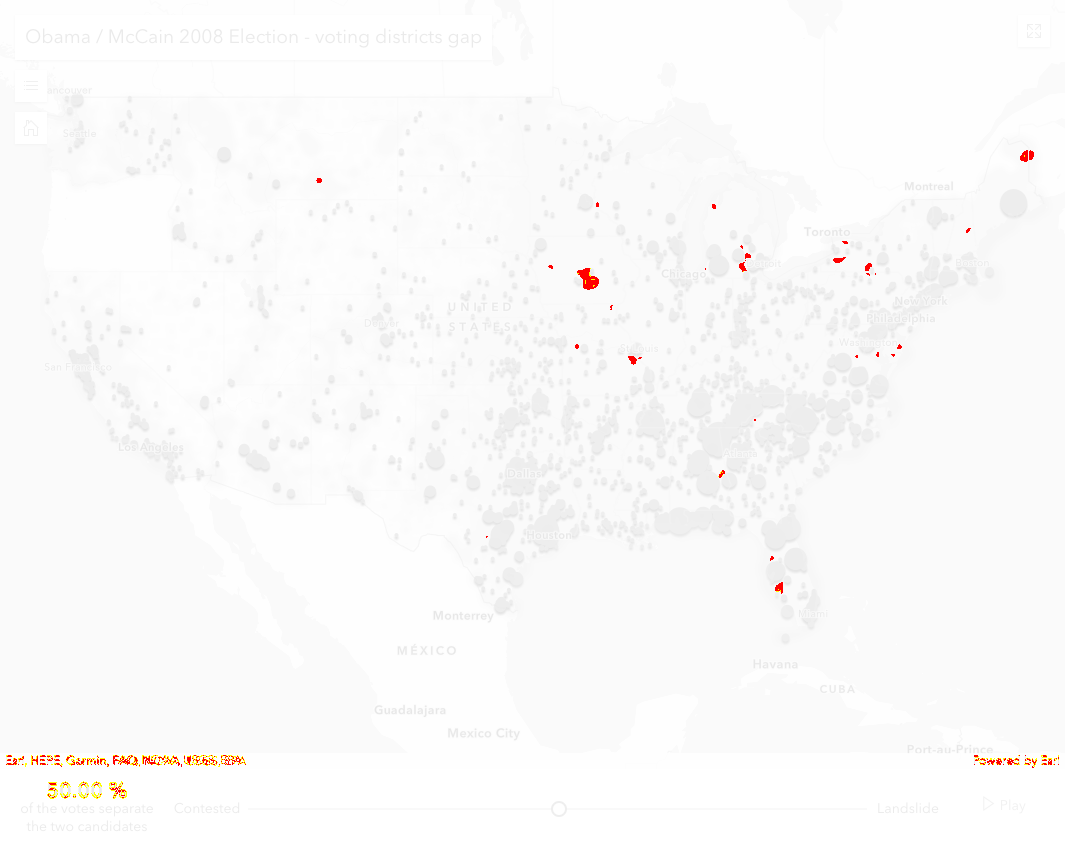 Obama / McCain 2008 Election - voting districts gap
ancouver
Seattle
Montreal
Toronto
Boston
Chicago
New York
Philadelphia
UNITED
STATES
Denver
St Louis
Washington
San Francisco
Los Angeles
Atlanta
Dallas
Houston
Monterrey
Miami
MÉXICO
Havana
CUBA
Guadalajara
Mexico City
Port-au-Prince
Esri, HERE, Garmin, FAO, NOAA, USGS, EPA
Powered by Esri
30.00 %
of the votes separate
the two candidates
Contested
Landslide
Play